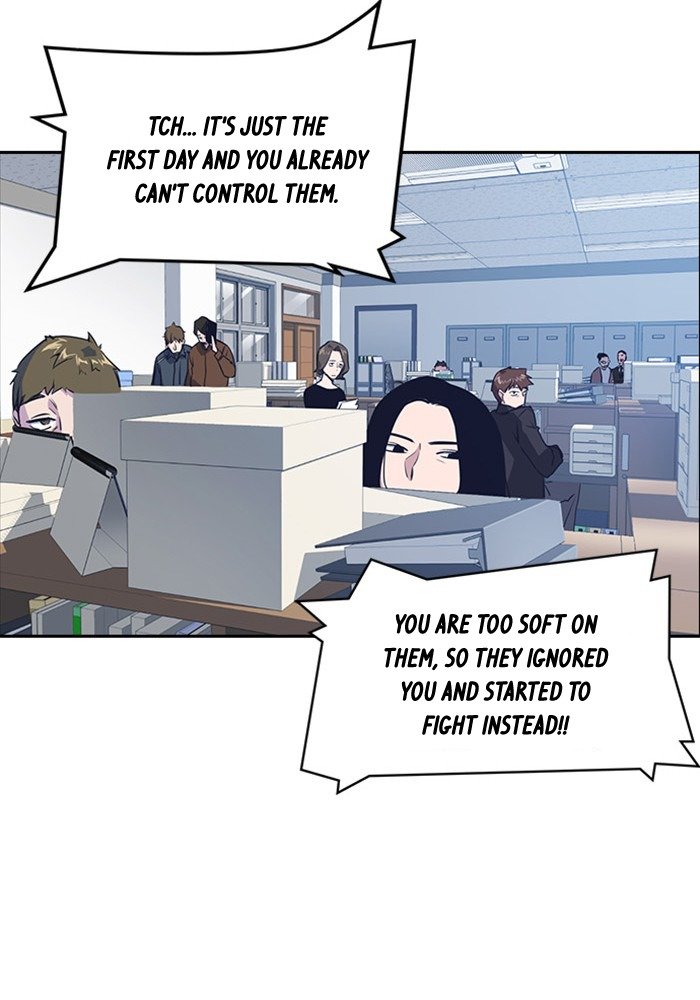 TCH... IT'S JUST THE
FIRST DAY AND YOU ALREADY
CAN'T CONTROL THEM.
YOU ARE TOO SOFT ON
THEM, SO THEY IGNORED
YOU AND STARTED TO
FIGHT INSTEAD!!